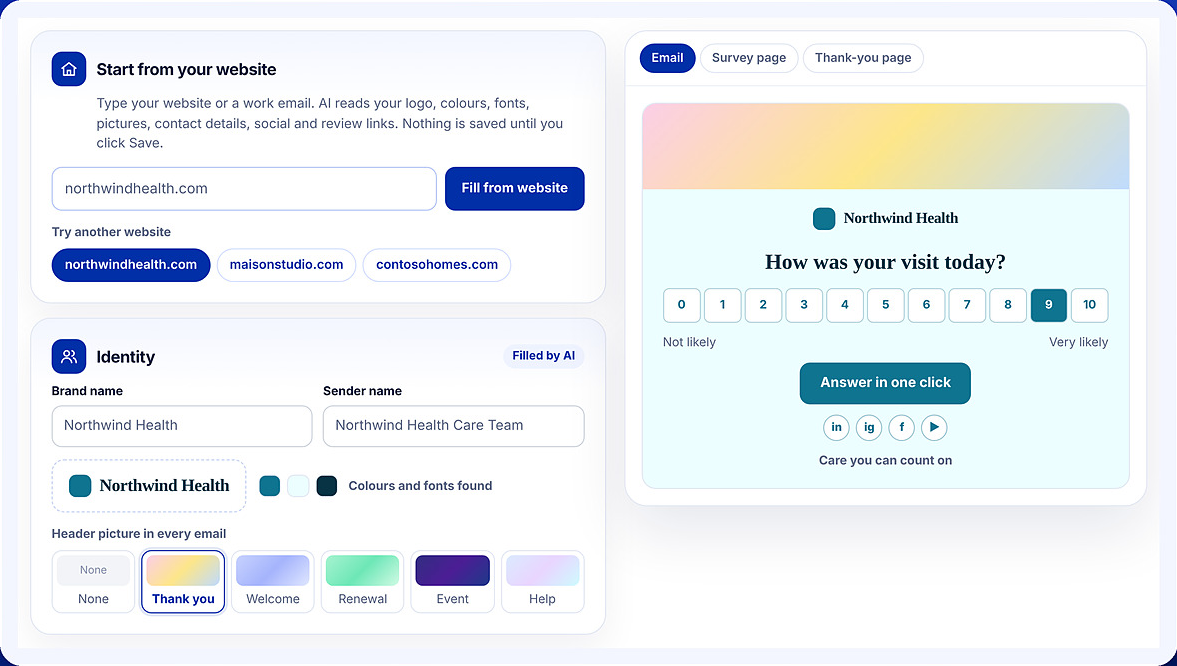 Start from your website
Type your website or a work email. AI reads your logo, colours, fonts,
pictures, contact details, social and review links. Nothing is saved until you
click Save.
northwindhealth.com
Fill from website
Try another website
northwindhealth.com
maisonstudio.com
contosohomes.com
Identity
Filled by AI
Brand name
Sender name
Northwind Health
Northwind Health Care Team
Northwind Health
Colours and fonts found
Header picture in every email
None
None
Thank you
Welcome
Renewal
Event
Help
Email
Survey page
Thank-you page
Northwind Health
How was your visit today?
0 1 2 3 4 5 6 7 8 9 10
Not likely
Very likely
Answer in one click
in
ig
f
Care you can count on